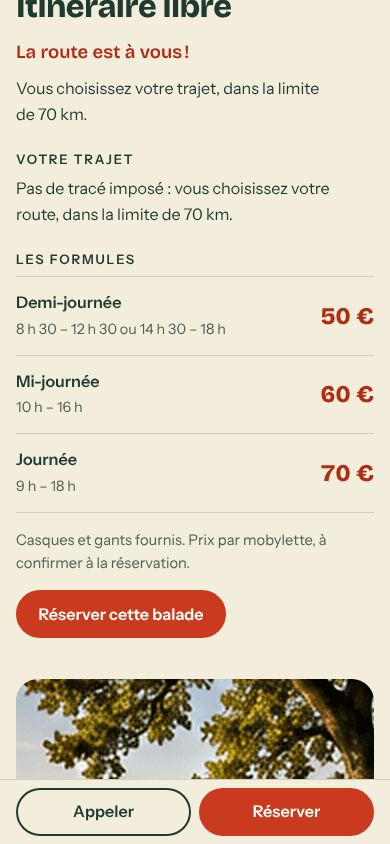 Itinéraire libre
La route est à vous !
Vous choisissez votre trajet, dans la limite
de 70 km.
VOTRE TRAJET
Pas de tracé imposé : vous choisissez votre
route, dans la limite de 70 km.
LES FORMULES
Demi-journée
8 h 30 – 12 h 30 ou 14 h 30 – 18 h
50 €
Mi-journée
10 h – 16 h
60 €
Journée
9 h – 18 h
70 €
Casques et gants fournis. Prix par mobylette, à
confirmer à la réservation.
Réserver cette balade
Appeler
Réserver